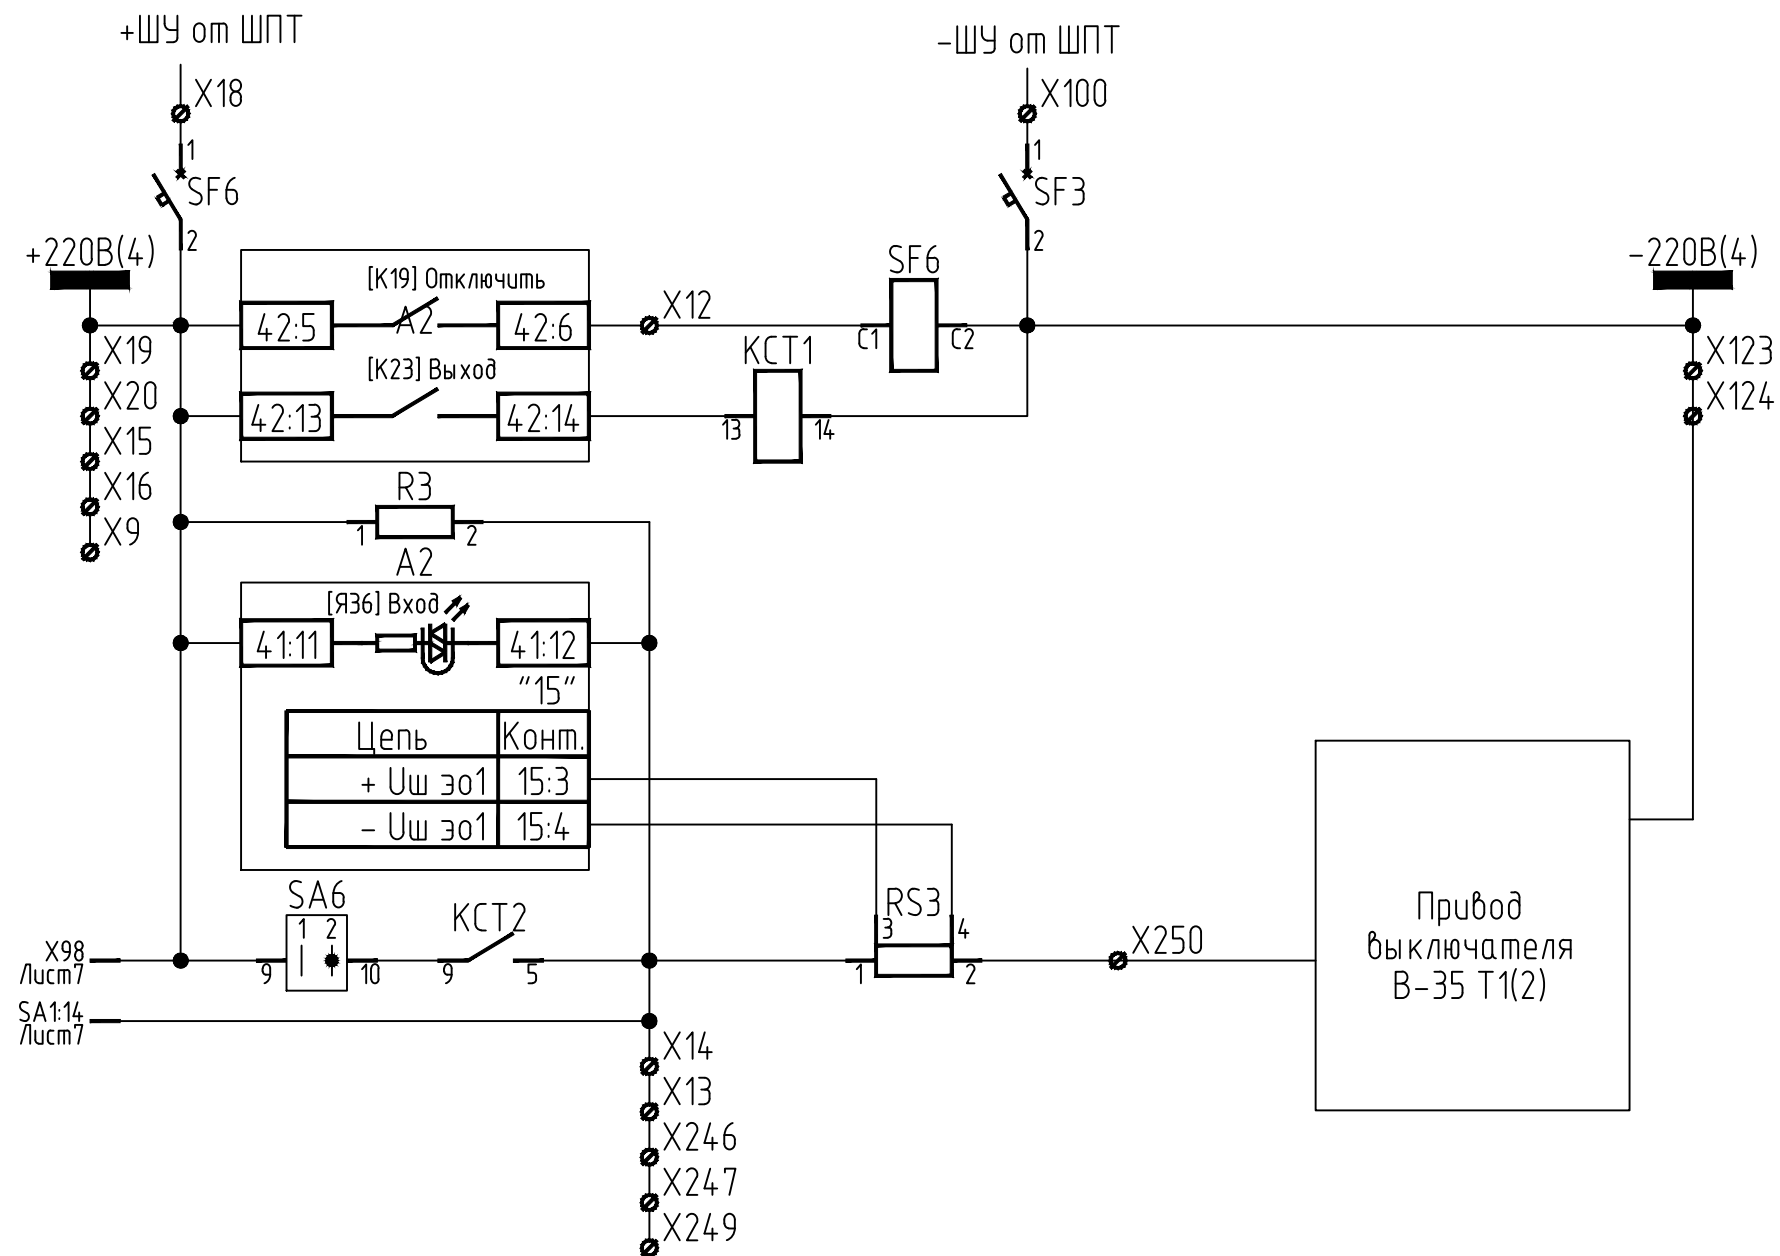 +ШУ от ШПТ
-ШУ от ШПТ
X18
X100
1
1
SF6
SF3
2
2
+220В(4)
SF6
-220В(4)
[К19] Отключить
42:5
A2
42:6
X12
C1
C2
X19
KCT1
X123
[К23] Выход
X20
X124
42:13
42:14
13
14
X15
X16
R3
X9
1
2
A2
[Я36] Вход
41:11
41:12
"15"
Цепь
Конт.
+ Uш эо1
15:3
- Uш эо1
15:4
SA6
RS3
1
2
KCT2
3
4
X98
Лист7
9
10
9
5
1
2
X250
Привод
выключателя
В-35 Т1(2)
SA1:14
Лист7
X14
X13
X246
X247
X249